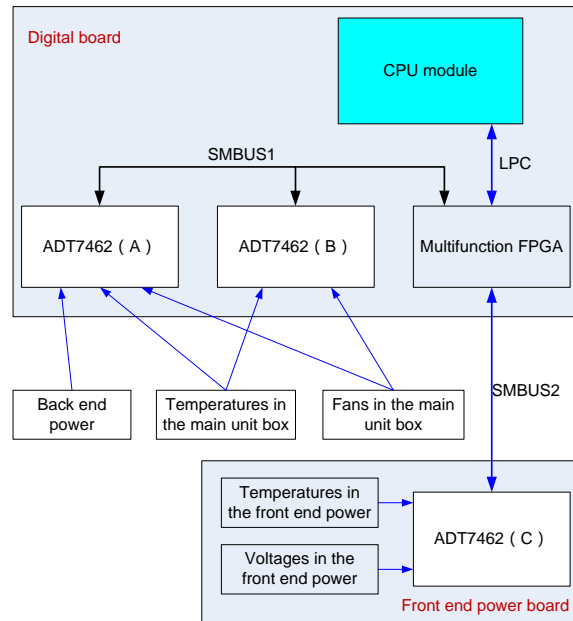 Digital board
CPU module
SMBUS1
LPC
ADT7462（A）
ADT7462（B）
Multifunction FPGA
Back end
power
Temperatures in
the main unit box
Fans in the main
unit box
SMBUS2
Temperatures in
the front end power
ADT7462（C）
Voltages in the
front end power
Front end power board